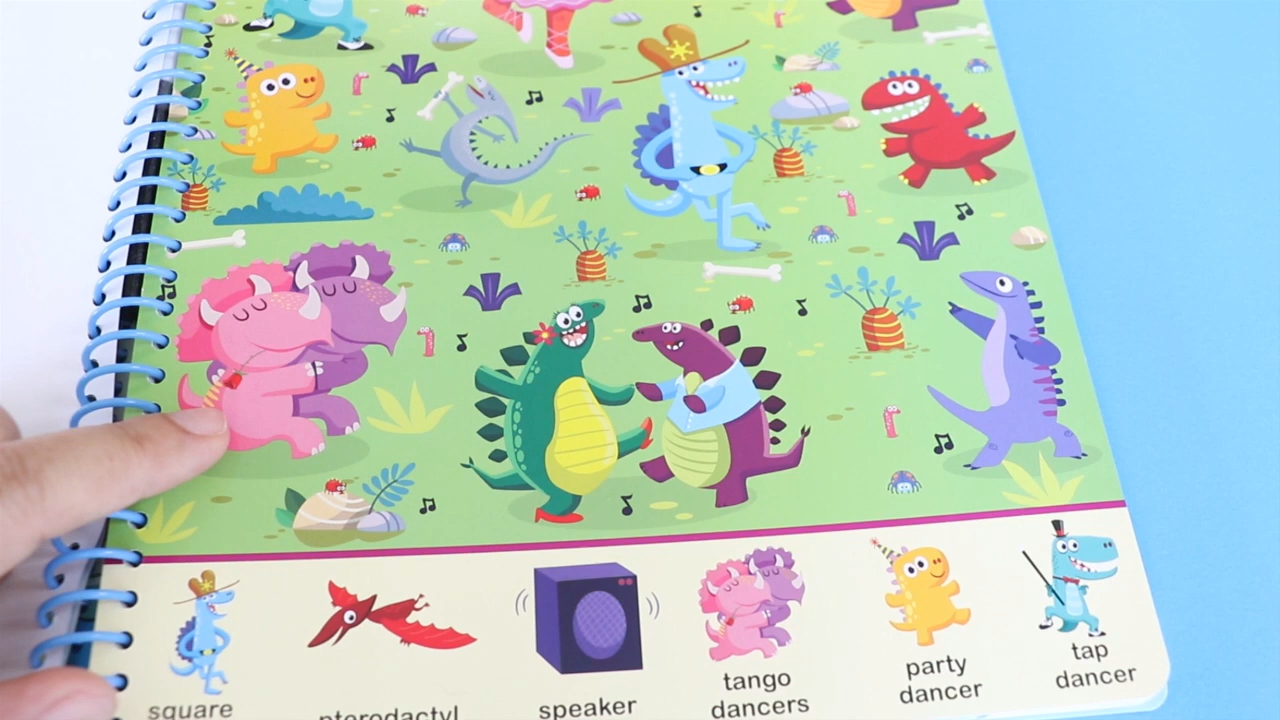 square
pterodactyl
speaker
tango
dancers
party
dancer
tap
dancer